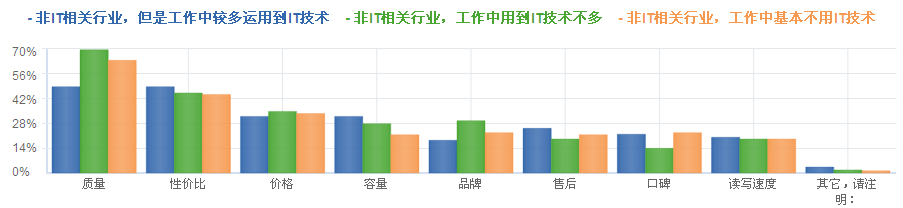 - 非IT相关行业，但是工作中较多运用到IT技术 - 非IT相关行业，工作中用到IT技术不多 - 非IT相关行业，工作中基本不用IT技术
70%
56%
42%
28%
14%
0%
质量 性价比 价格 容量 品牌 售后 口碑 读写速度 其它，请注
明：